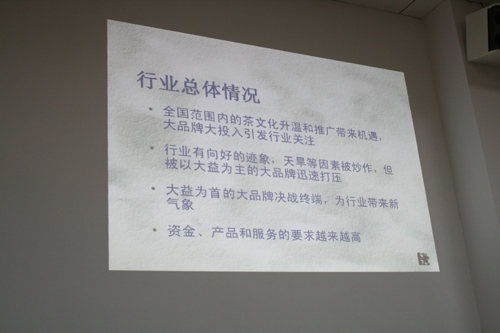 行业总体情况
全国范围内的茶文化升温和推广带来机遇，
大品牌大投入引发行业关注
行业有向好的迹象，天旱等因素被炒作，但
被以大益为主的大品牌迅速打压
大益为首的大品牌决战终端，为行业带来新
气象
资金、产品和服务的要求越来越高